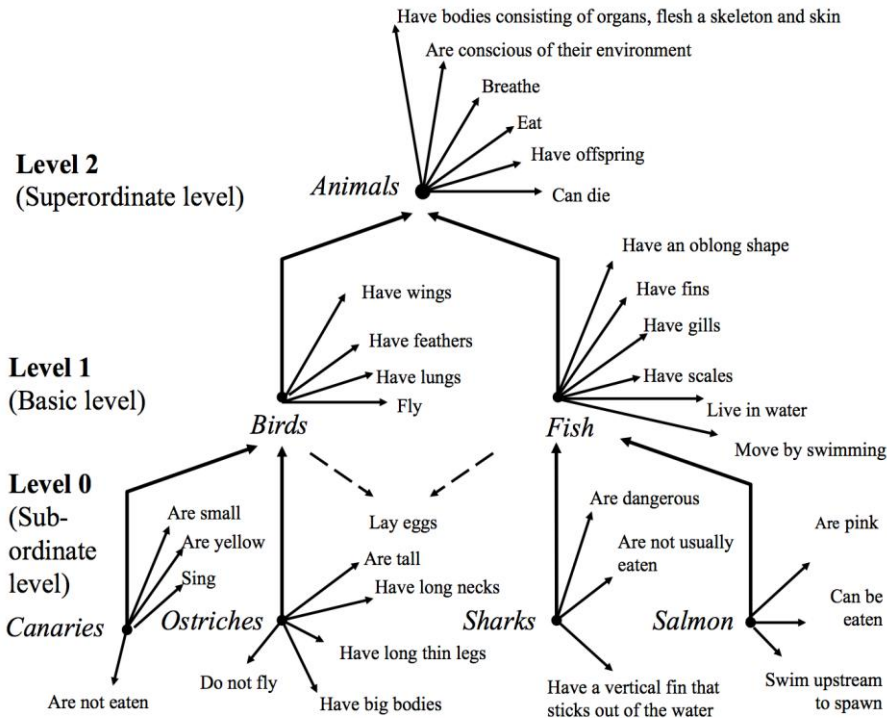 Have bodies consisting of organs, flesh a skeleton and skin
Are conscious of their environment
Breathe
Eat
Have offspring
Can die
Level 2
(Superordinate level)
Animals
Have an oblong shape
Have fins
Have gills
Have scales
Live in water
Move by swimming
Have wings
Have feathers
Have lungs
Fly
Level 1
(Basic level)
Birds
Fish
Lay eggs
Level 0
(Sub-
ordinate
level)
Are small
Are yellow
Sing
Canaries
Are not eaten
Are tall
Have long necks
Ostriches
Have long thin legs
Do not fly
Have big bodies
Are dangerous
Are not usually
eaten
Sharks
Have a vertical fin that
sticks out of the water
Are pink
Can be
eaten
Salmon
Swim upstream
to spawn